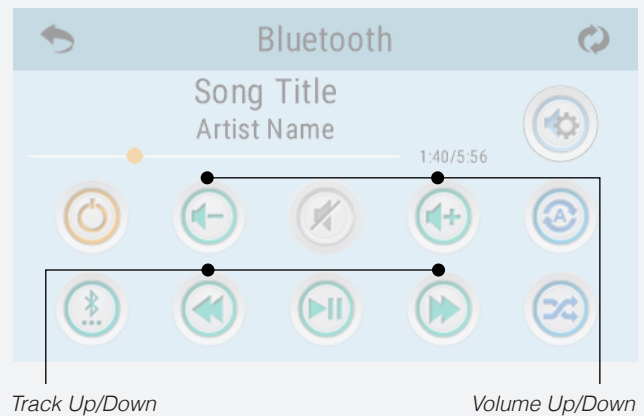 Bluetooth
Song Title
Artist Name
1:40/5:56
A
Track Up/Down
Volume Up/Down